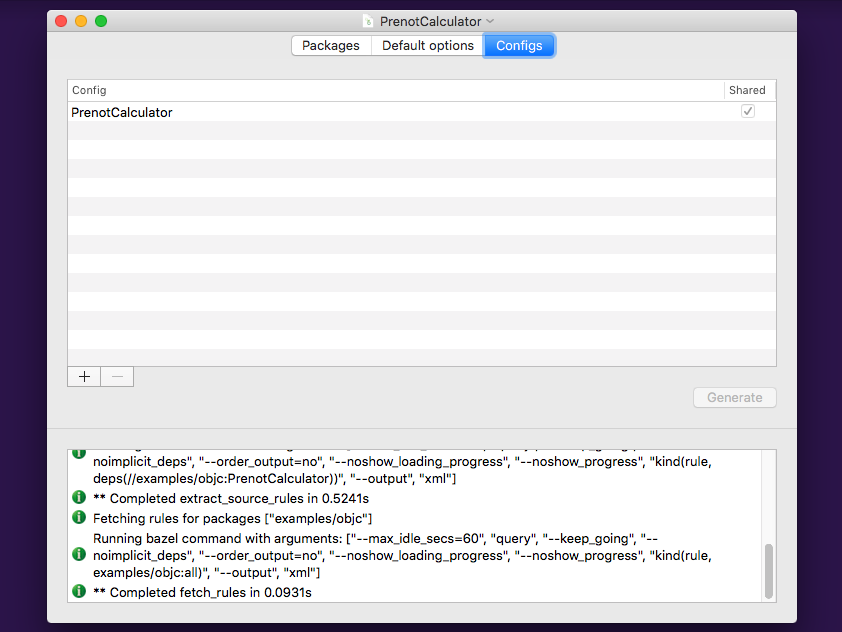 PrenotCalculator
Packages Default options Configs
Config Shared
PrenotCalculator
+ −
Generate
noimplicit_deps", "--order_output=no", "--noshow_loading_progress", "--noshow_progress", "kind(rule,
deps(//examples/objc:PrenotCalculator))", "--output", "xml"]
** Completed extract_source_rules in 0.5241s
Fetching rules for packages ["examples/objc"]
Running bazel command with arguments: ["--max_idle_secs=60", "query", "--keep_going", "--
noimplicit_deps", "--order_output=no", "--noshow_loading_progress", "--noshow_progress", "kind(rule,
examples/objc:all)", "--output", "xml"]
** Completed fetch_rules in 0.0931s